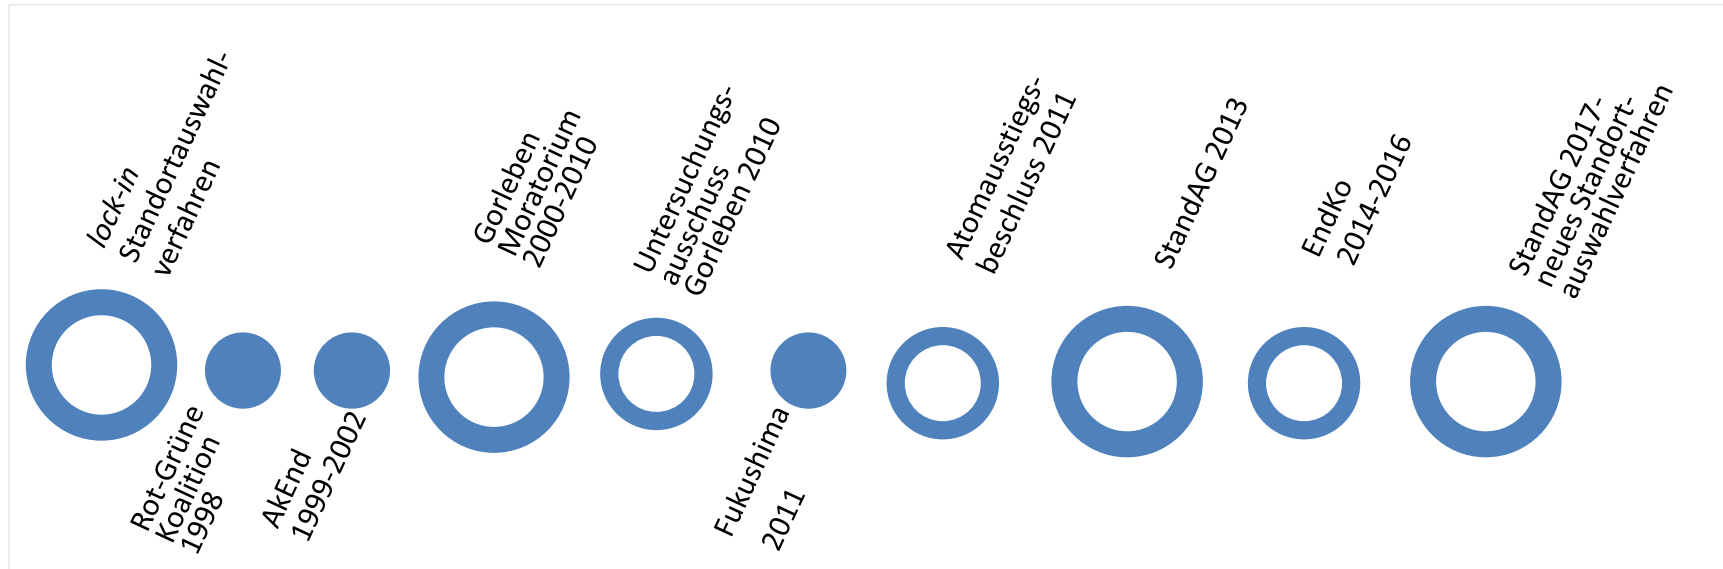 lock-in
Standortauswahl-
verfahren
Rot-Grüne
Koalition
1998
AkEnd
1999-2002
Gorleben
Moratorium
2000-2010
Untersuchungs-
ausschuss
Gorleben 2010
Fukushima
2011
Atomausstiegs-
beschluss 2011
StandAG 2013
EndKo
2014-2016
StandAG 2017-
neues Standort-
auswahlverfahren